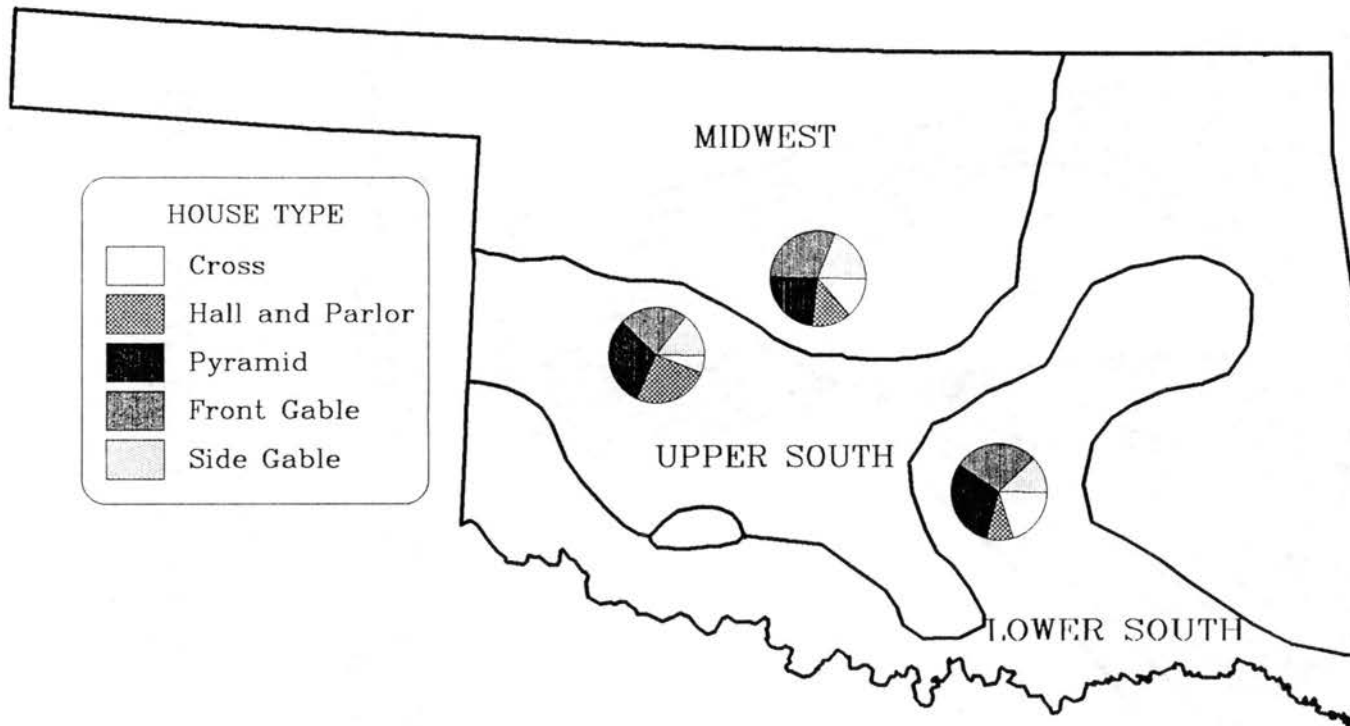 MIDWEST
HOUSE TYPE
Cross
Hall and Parlor
Pyramid
Front Gable
Side Gable
UPPER SOUTH
LOWER SOUTH